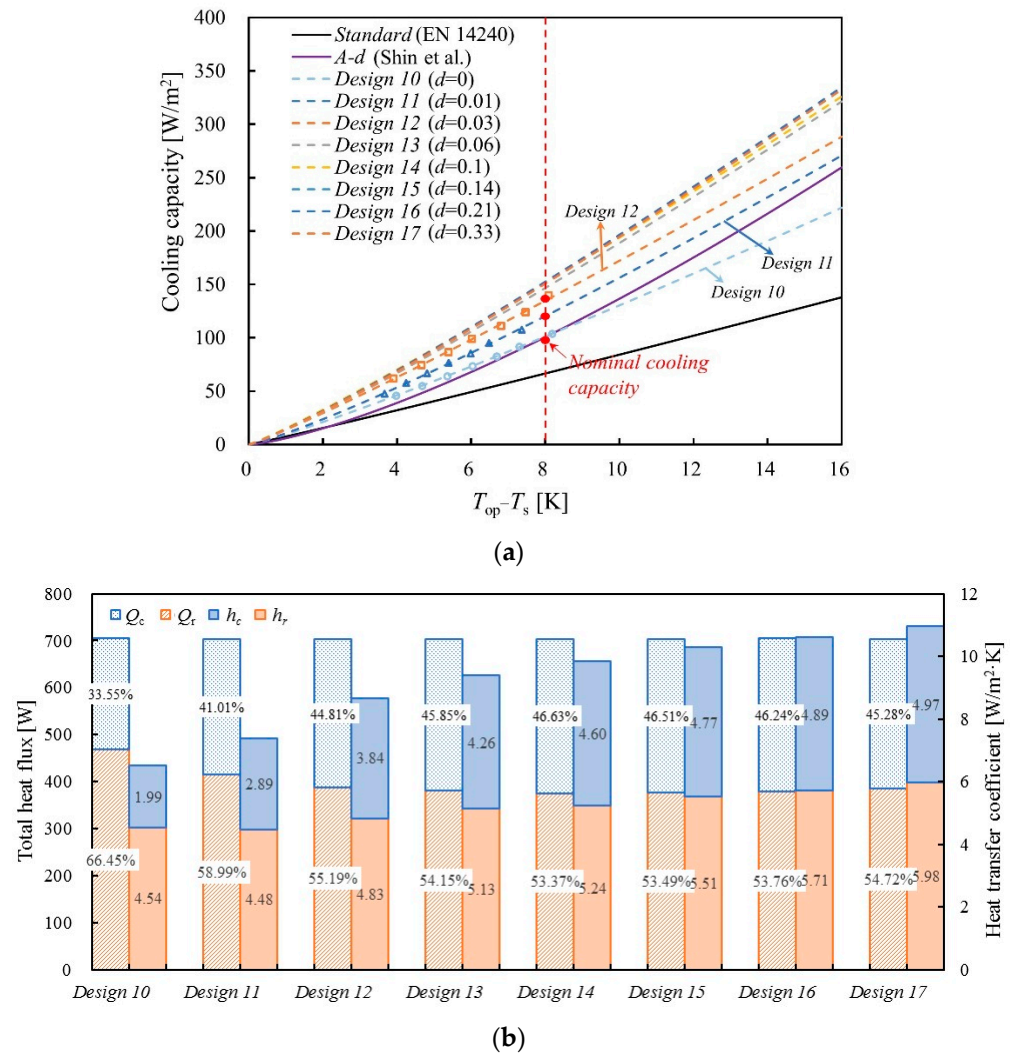 400
350
300
250
200
150
100
50
0
Cooling capacity [W/m²]
Standard (EN 14240)
A-d (Shin et al.)
Design 10 (d=0)
Design 11 (d=0.01)
Design 12 (d=0.03)
Design 13 (d=0.06)
Design 14 (d=0.1)
Design 15 (d=0.14)
Design 16 (d=0.21)
Design 17 (d=0.33)
Design 12
Design 11
Design 10
Nominal cooling
capacity
0 2 4 6 8 10 12 14 16
Top–Ts [K]
(a)
800
700
600
500
400
300
200
100
0
Total heat flux [W]
Qc Qr hc hr
33.55% 41.01% 44.81% 45.85% 46.63% 46.51% 46.24% 45.28%
1.99 2.89 3.84 4.26 4.60 4.77 4.89 4.97
66.45% 58.99% 55.19% 54.15% 53.37% 53.49% 53.76% 54.72%
4.54 4.48 4.83 5.13 5.24 5.51 5.71 5.98
12
10
8
6
4
2
0
Heat transfer coefficient [W/m²·K]
Design 10 Design 11 Design 12 Design 13 Design 14 Design 15 Design 16 Design 17
(b)